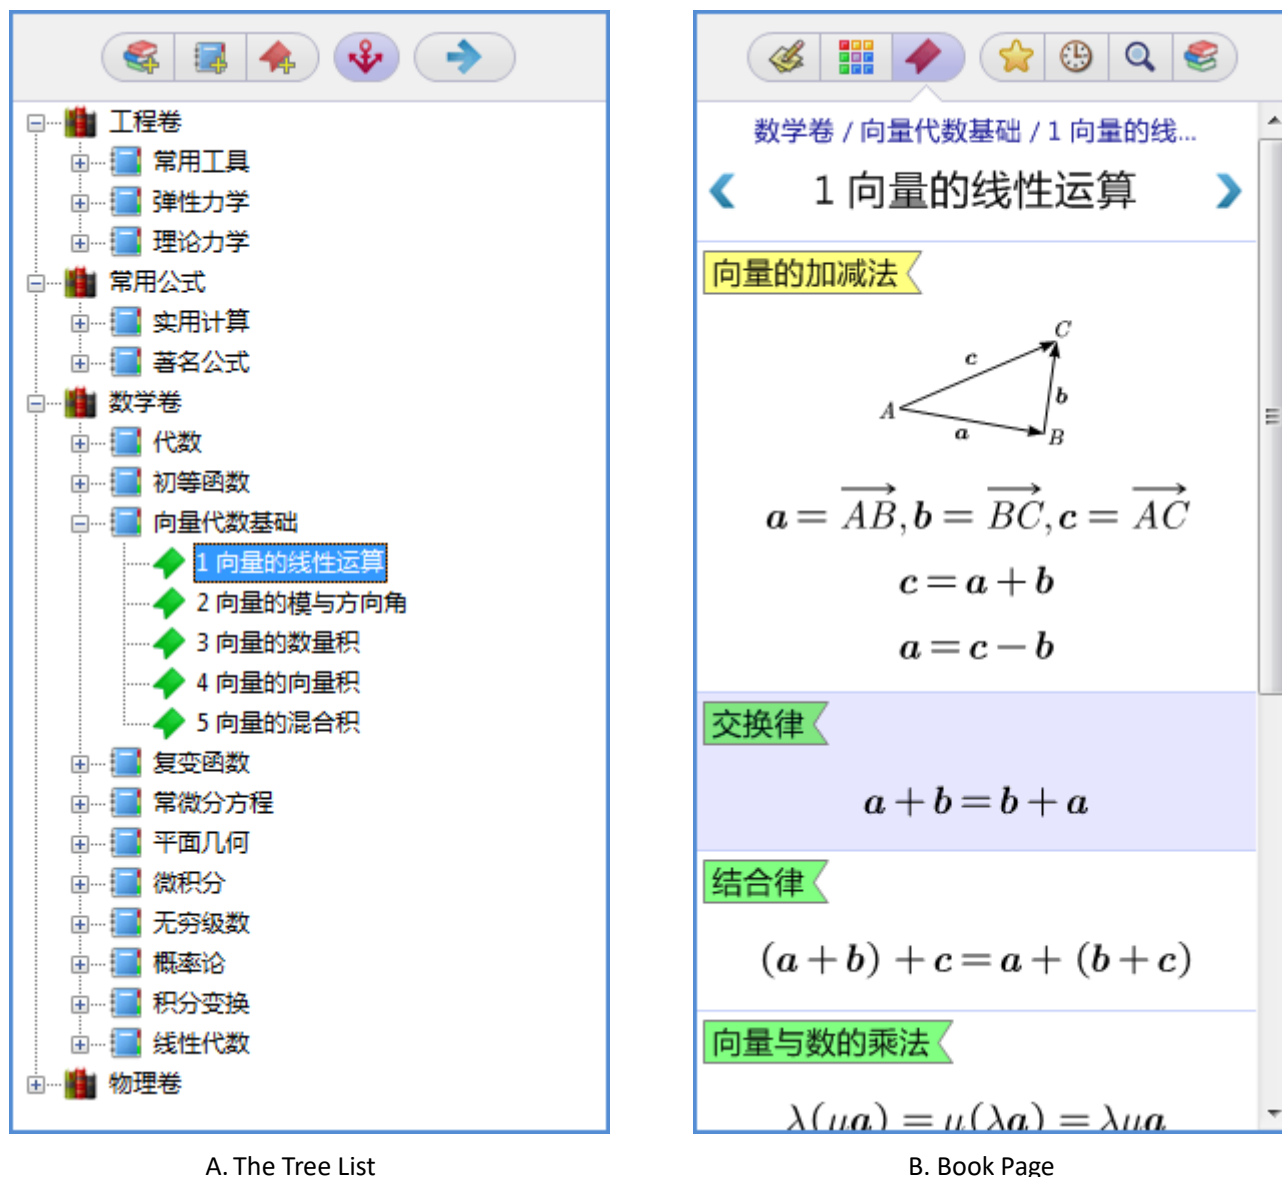 工程卷
常用工具
弹性力学
理论力学
常用公式
实用计算
著名公式
数学卷
代数
初等函数
向量代数基础
1 向量的线性运算
2 向量的模与方向角
3 向量的数量积
4 向量的向量积
5 向量的混合积
复变函数
常微分方程
平面几何
微积分
无穷级数
概率论
积分变换
线性代数
物理卷
A. The Tree List
数学卷 / 向量代数基础 / 1 向量的线...
1 向量的线性运算
向量的加减法
C
c
A
b
a
B
a = \overrightarrow{AB}, b = \overrightarrow{BC}, c = \overrightarrow{AC}
c = a + b
a = c − b
交换律
a + b = b + a
结合律
(a + b) + c = a + (b + c)
向量与数的乘法
λ(μa) = μ(λa) = λμa
B. Book Page